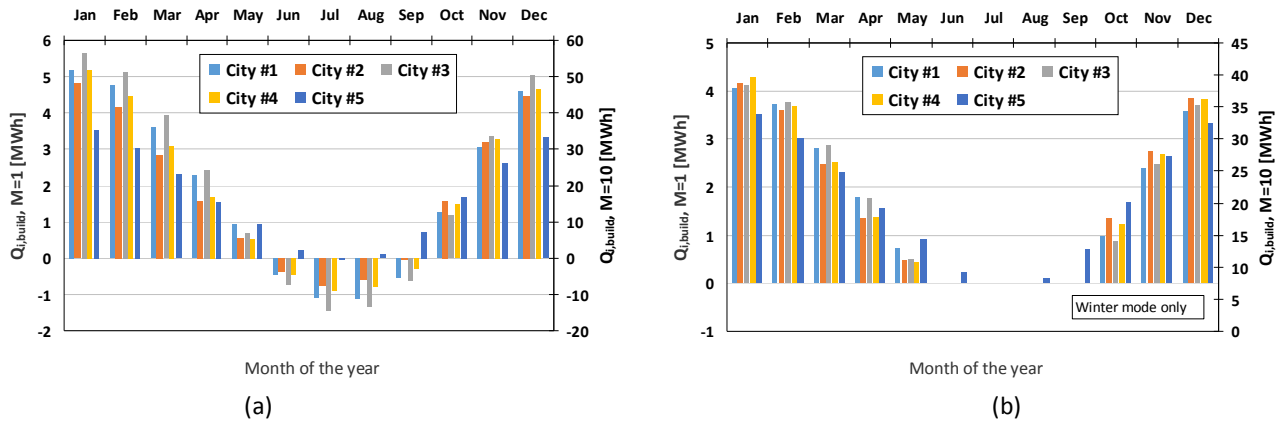 Jan Feb Mar Apr May Jun Jul Aug Sep Oct Nov Dec
6
5
4
3
2
1
0
-1
-2
60
50
40
30
20
10
0
-10
-20
City #1 City #2 City #3
City #4 City #5
Qi,build, M=1 [MWh]
Qi,build, M=10 [MWh]
Month of the year
(a)
Jan Feb Mar Apr May Jun Jul Aug Sep Oct Nov Dec
5
4
3
2
1
0
-1
45
40
35
30
25
20
15
10
5
0
City #1 City #2 City #3
City #4 City #5
Qi,build, M=1 [MWh]
Qi,build, M=10 [MWh]
Winter mode only
Month of the year
(b)